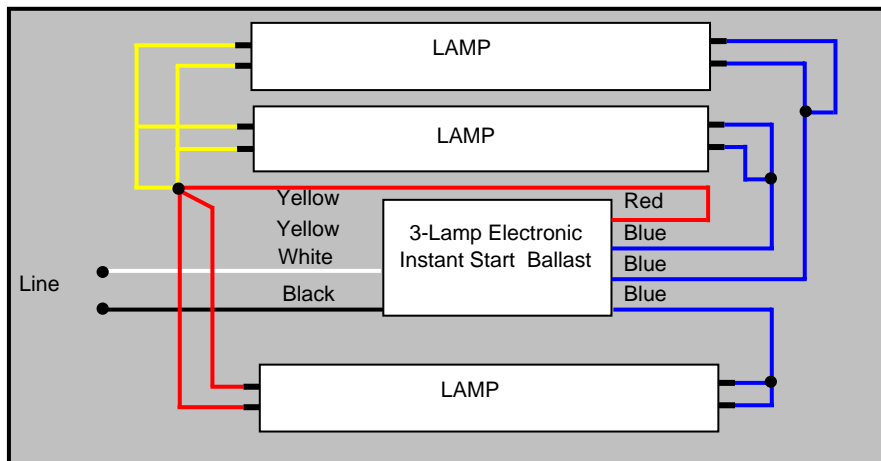 LAMP
LAMP
Yellow
Red
Yellow
3-Lamp Electronic
Instant Start Ballast
Blue
White
Blue
Line
Black
Blue
LAMP